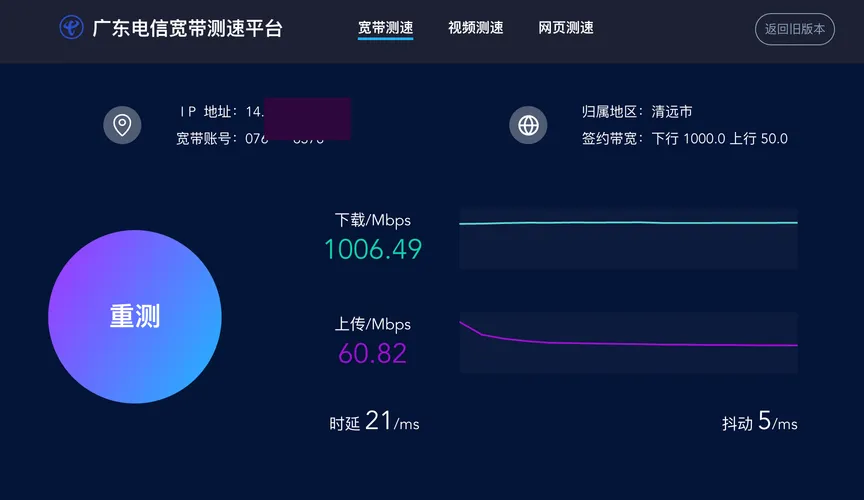 广东电信宽带测速平台
宽带测速 视频测速 网页测速
返回旧版本
IP 地址：14.
归属地区：清远市
宽带账号：076
签约带宽：下行 1000.0 上行 50.0
下载/Mbps
1006.49
重测
上传/Mbps
60.82
时延 21/ms
抖动 5/ms